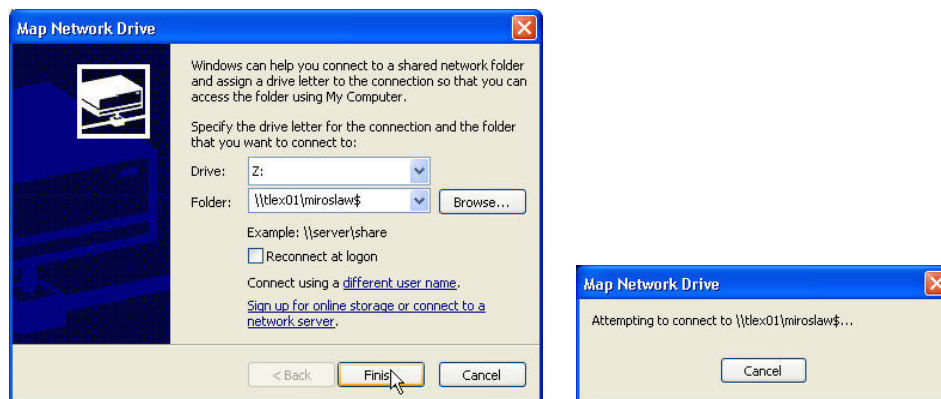 Map Network Drive
Windows can help you connect to a shared network folder
and assign a drive letter to the connection so that you can
access the folder using My Computer.
Specify the drive letter for the connection and the folder
that you want to connect to:
Drive: Z:
Folder: \\tlex01\miroslaw$ Browse...
Example: \\server\share
Reconnect at logon
Connect using a different user name.
Sign up for online storage or connect to a
network server.
< Back Finis Cancel
Map Network Drive
Attempting to connect to \\tlex01\miroslaw$...
Cancel